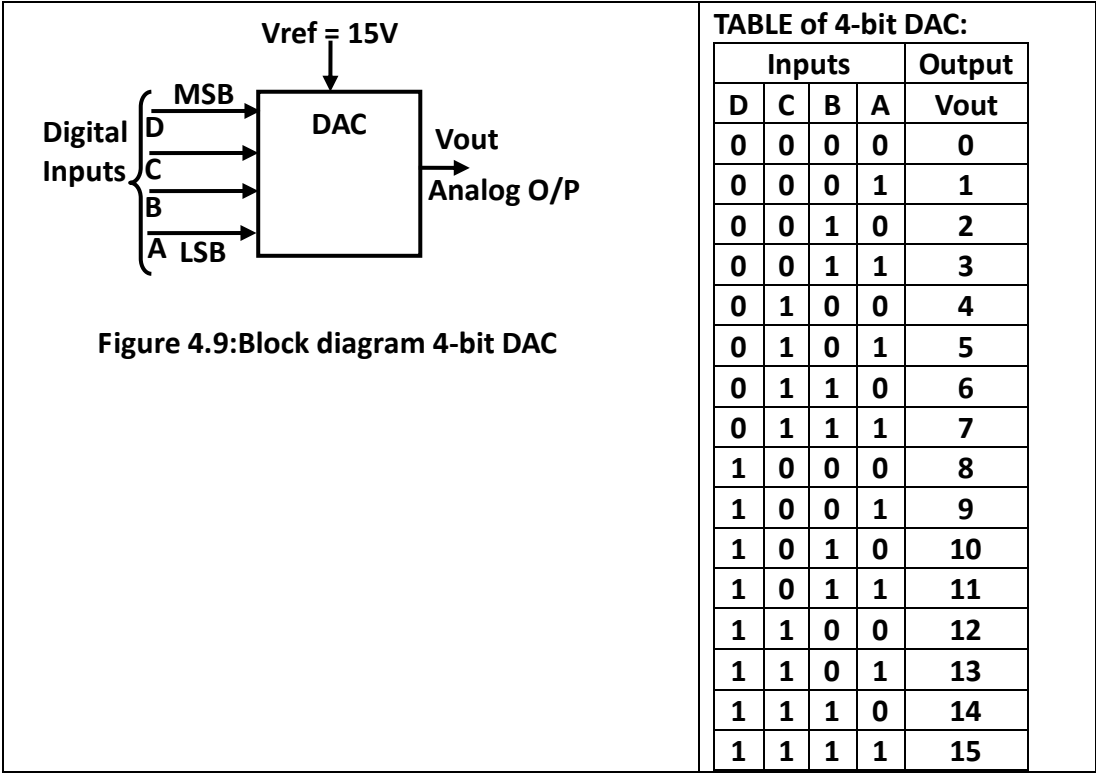 Vref = 15V
MSB
Digital D DAC Vout
Inputs C
B Analog O/P
A LSB
Figure 4.9:Block diagram 4-bit DAC
TABLE of 4-bit DAC:
Inputs Output
D C B A Vout
0 0 0 0 0
0 0 0 1 1
0 0 1 0 2
0 0 1 1 3
0 1 0 0 4
0 1 0 1 5
0 1 1 0 6
0 1 1 1 7
1 0 0 0 8
1 0 0 1 9
1 0 1 0 10
1 0 1 1 11
1 1 0 0 12
1 1 0 1 13
1 1 1 0 14
1 1 1 1 15